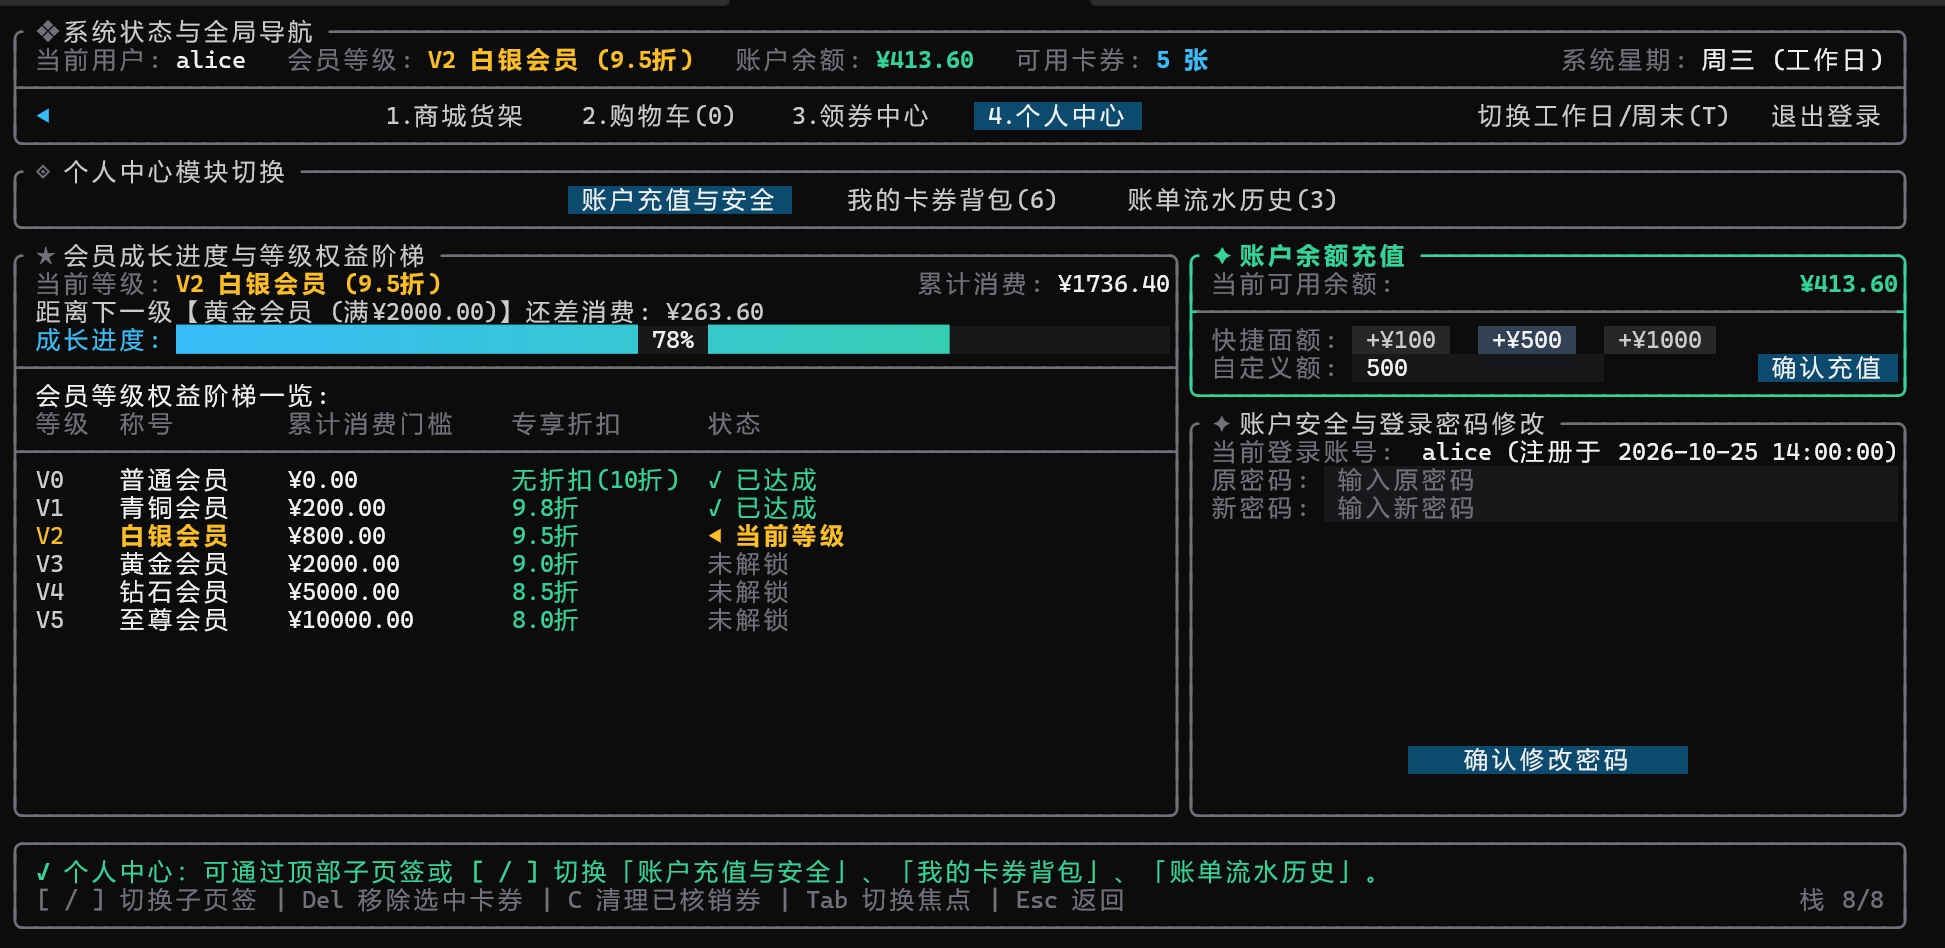 ❖系统状态与全局导航
当前用户: alice 会员等级: V2 白银会员 (9.5折) 账户余额: ¥413.60 可用卡券: 5 张 系统星期: 周三 (工作日)
◀ 1.商城货架 2.购物车(0) 3.领券中心 4.个人中心 切换工作日/周末(T) 退出登录
◈ 个人中心模块切换
账户充值与安全 我的卡券背包(6) 账单流水历史(3)
★ 会员成长进度与等级权益阶梯
当前等级: V2 白银会员 (9.5折) 累计消费: ¥1736.40
距离下一级【黄金会员 (满¥2000.00)】还差消费: ¥263.60
成长进度: 78%
会员等级权益阶梯一览:
等级 称号 累计消费门槛 专享折扣 状态
V0 普通会员 ¥0.00 无折扣(10折) √ 已达成
V1 青铜会员 ¥200.00 9.8折 √ 已达成
V2 白银会员 ¥800.00 9.5折 ◀ 当前等级
V3 黄金会员 ¥2000.00 9.0折 未解锁
V4 钻石会员 ¥5000.00 8.5折 未解锁
V5 至尊会员 ¥10000.00 8.0折 未解锁
✦ 账户余额充值
当前可用余额: ¥413.60
快捷面额: +¥100 +¥500 +¥1000
自定义额: 500 确认充值
✦ 账户安全与登录密码修改
当前登录账号: alice (注册于 2026-10-25 14:00:00)
原密码: 输入原密码
新密码: 输入新密码
确认修改密码
√ 个人中心: 可通过顶部子页签或 [ / ] 切换「账户充值与安全」、「我的卡券背包」、「账单流水历史」。
[ / ] 切换子页签 | Del 移除选中卡券 | C 清理已核销券 | Tab 切换焦点 | Esc 返回 栈 8/8